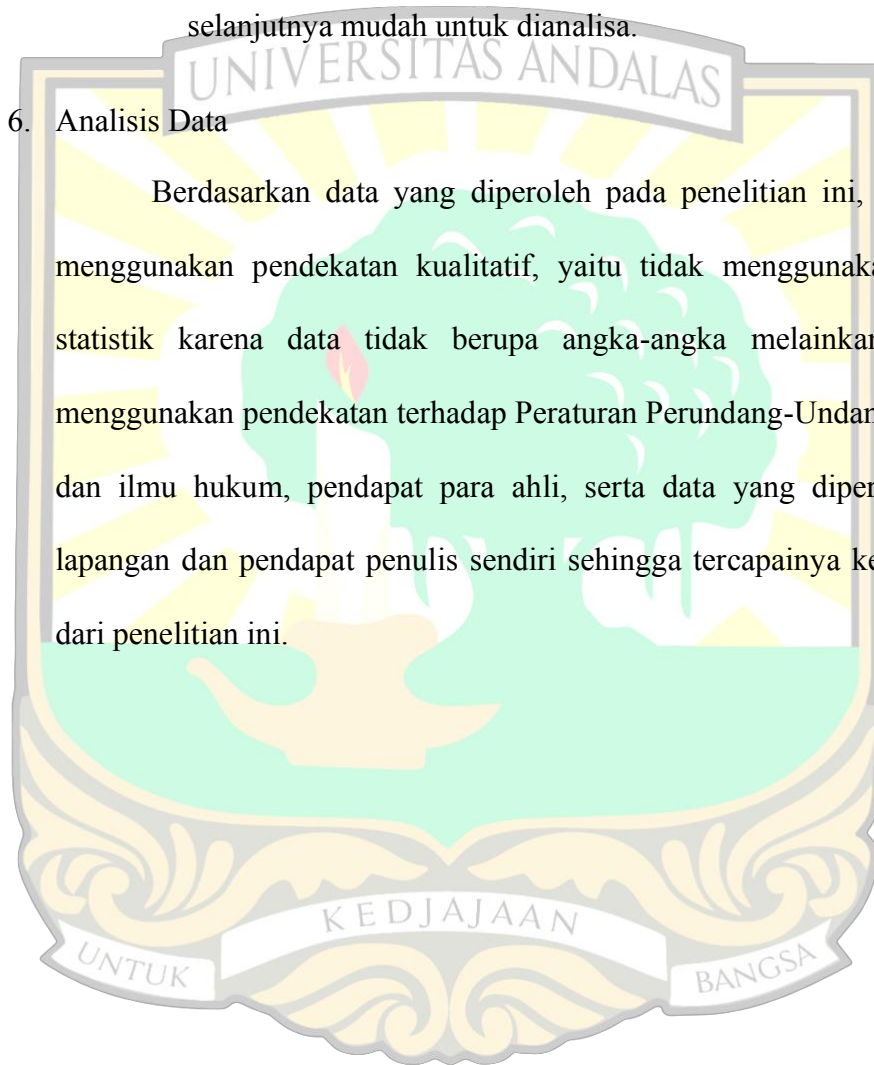 selanjutnya mudah untuk dianalisa.
UNIVERSITAS ANDALAS
6. Analisis Data
Berdasarkan data yang diperoleh pada penelitian ini,
menggunakan pendekatan kualitatif, yaitu tidak menggunaka
statistik karena data tidak berupa angka-angka melainkan
menggunakan pendekatan terhadap Peraturan Perundang-Undan
dan ilmu hukum, pendapat para ahli, serta data yang diper
lapangan dan pendapat penulis sendiri sehingga tercapainya ke
dari penelitian ini.
UNTUK KEDJAJAAN BANGSA